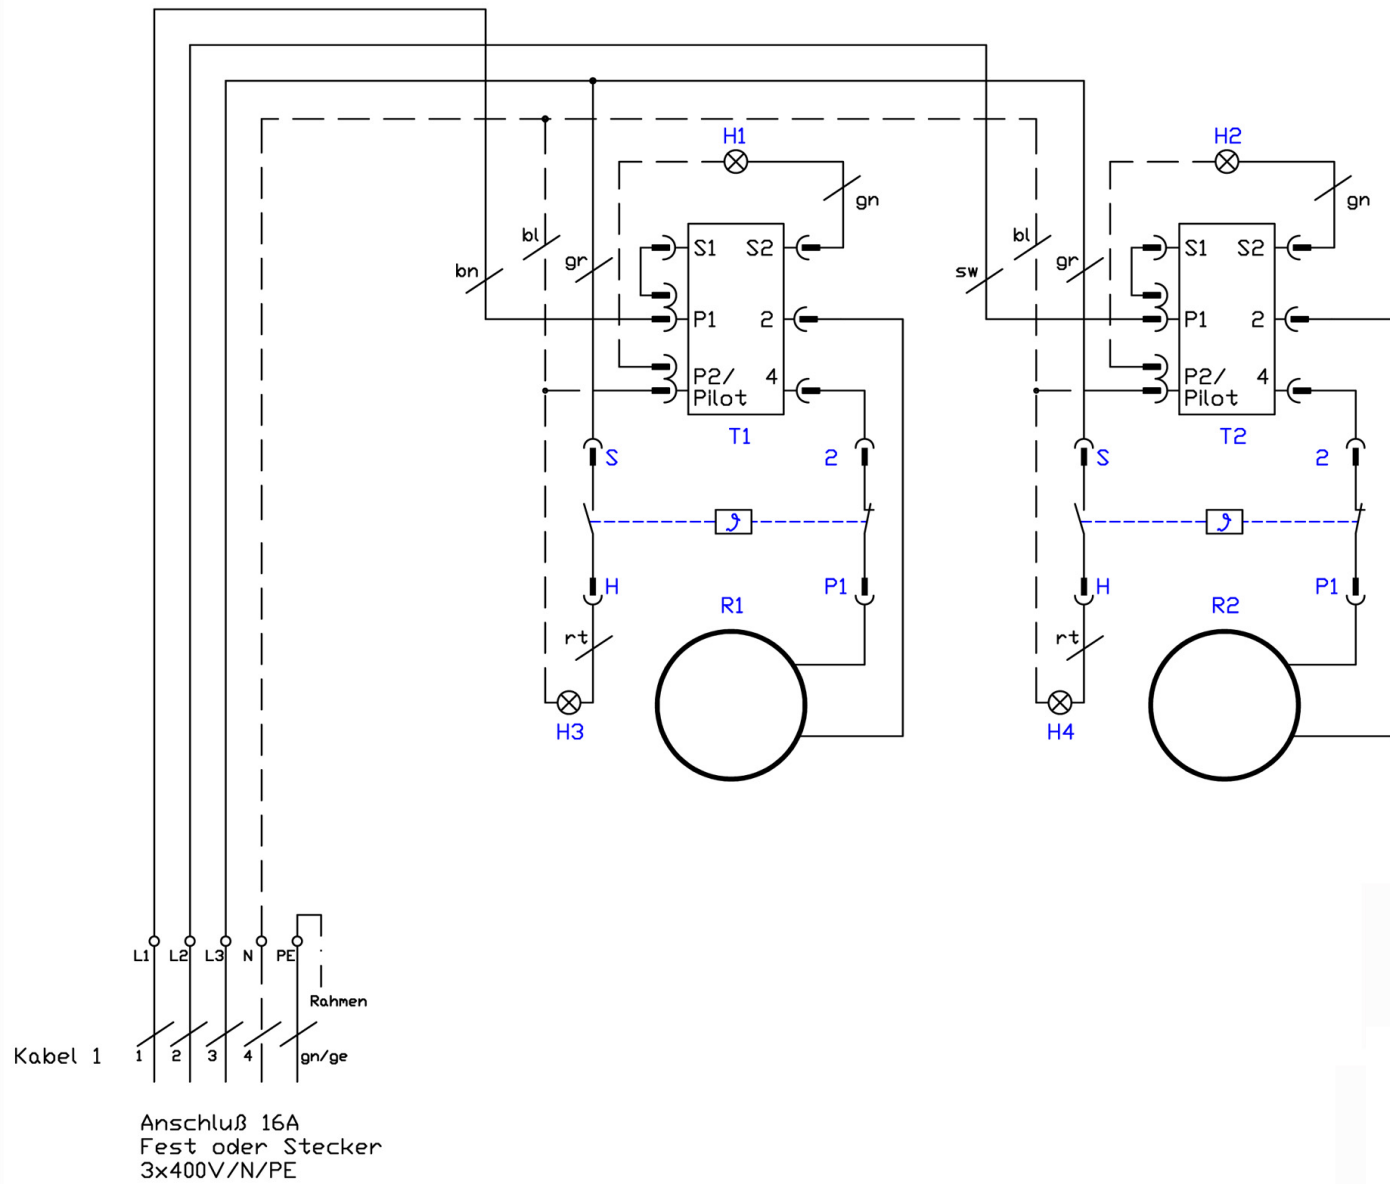 H1
H2
gn
gn
bl
bl
S1 S2
S1 S2
bn
gr
sw
gr
P1 2
P1 2
P2/ 4
Pilot
P2/ 4
Pilot
T1
T2
S
2
S
2
ϑ
ϑ
H
P1
H
P1
R1
R2
rt
rt
H3
H4
L1 L2 L3 N PE
Rahmen
Kabel 1
1 2 3 4 gn/ge
Anschluß 16A
Fest oder Stecker
3x400V/N/PE